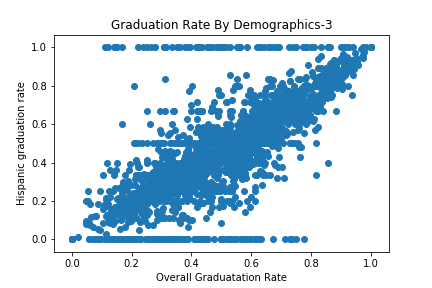 Graduation Rate By Demographics-3
1.0
0.8
0.6
0.4
0.2
0.0
Hispanic graduation rate
0.0 0.2 0.4 0.6 0.8 1.0
Overall Graduatation Rate